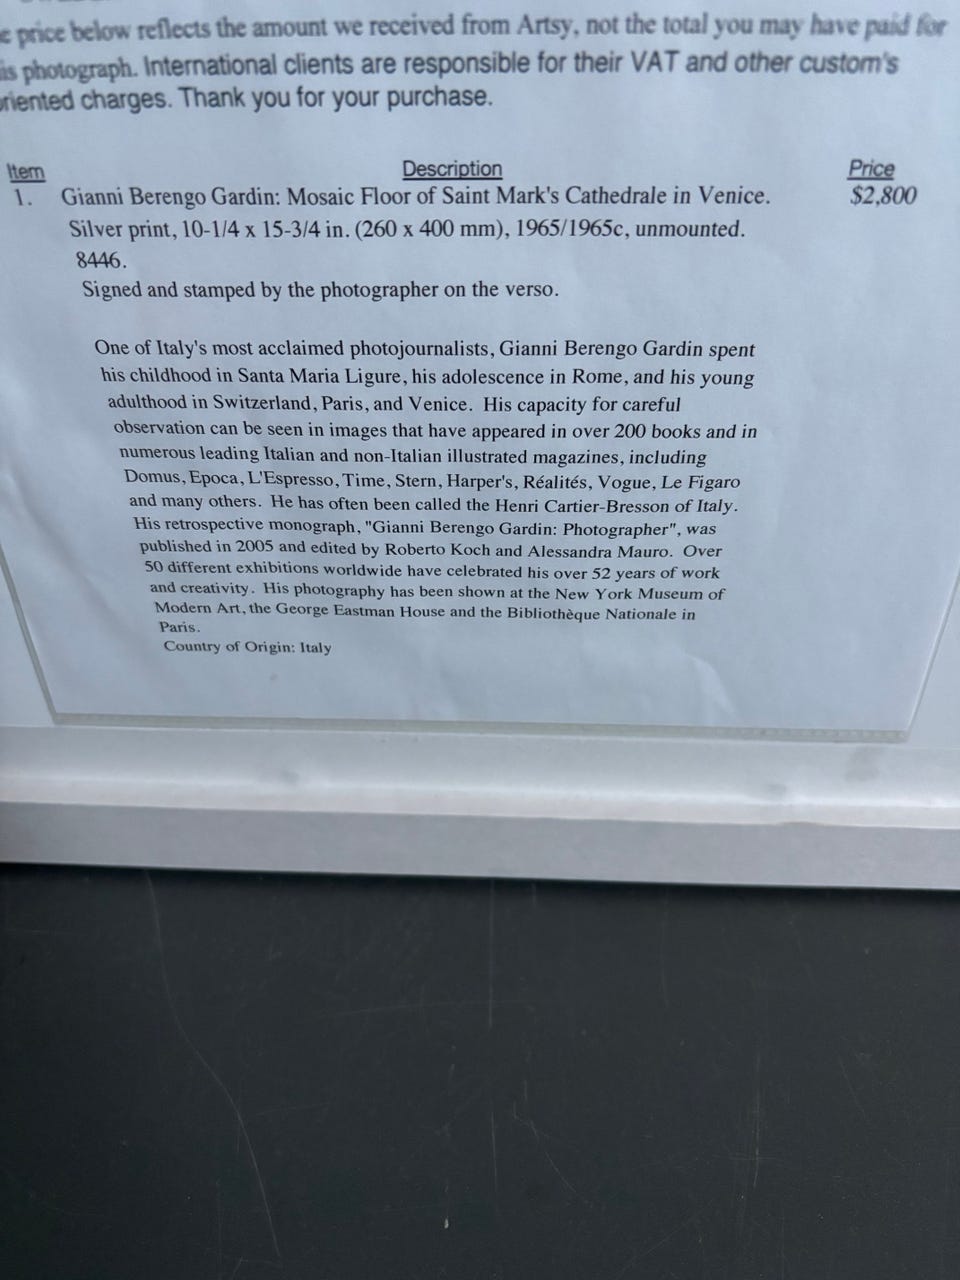 price below reflects the amount we received from Artsy, not the total you may have paid for
photograph. International clients are responsible for their VAT and other custom's
charges. Thank you for your purchase.
Item Description Price
1. Gianni Berengo Gardin: Mosaic Floor of Saint Mark's Cathedrale in Venice. $2,800
Silver print, 10-1/4 x 15-3/4 in. (260 x 400 mm), 1965/1965c, unmounted.
8446.
Signed and stamped by the photographer on the verso.
One of Italy's most acclaimed photojournalists, Gianni Berengo Gardin spent
his childhood in Santa Maria Ligure, his adolescence in Rome, and his young
adulthood in Switzerland, Paris, and Venice. His capacity for careful
observation can be seen in images that have appeared in over 200 books and in
numerous leading Italian and non-Italian illustrated magazines, including
Domus, Epoca, L'Espresso, Time, Stern, Harper's, Réalités, Vogue, Le Figaro
and many others. He has often been called the Henri Cartier-Bresson of Italy.
His retrospective monograph, "Gianni Berengo Gardin: Photographer", was
published in 2005 and edited by Roberto Koch and Alessandra Mauro. Over
50 different exhibitions worldwide have celebrated his over 52 years of work
and creativity. His photography has been shown at the New York Museum of
Modern Art, the George Eastman House and the Bibliothèque Nationale in
Paris.
Country of Origin: Italy